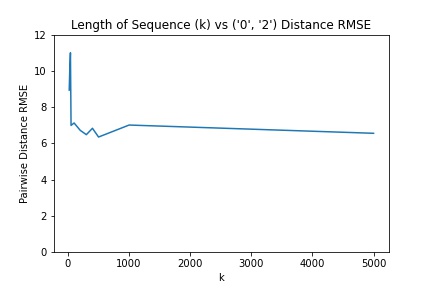 Length of Sequence (k) vs ('0', '2') Distance RMSE
12
10
8
6
4
2
0
Pairwise Distance RMSE
0 1000 2000 3000 4000 5000
k